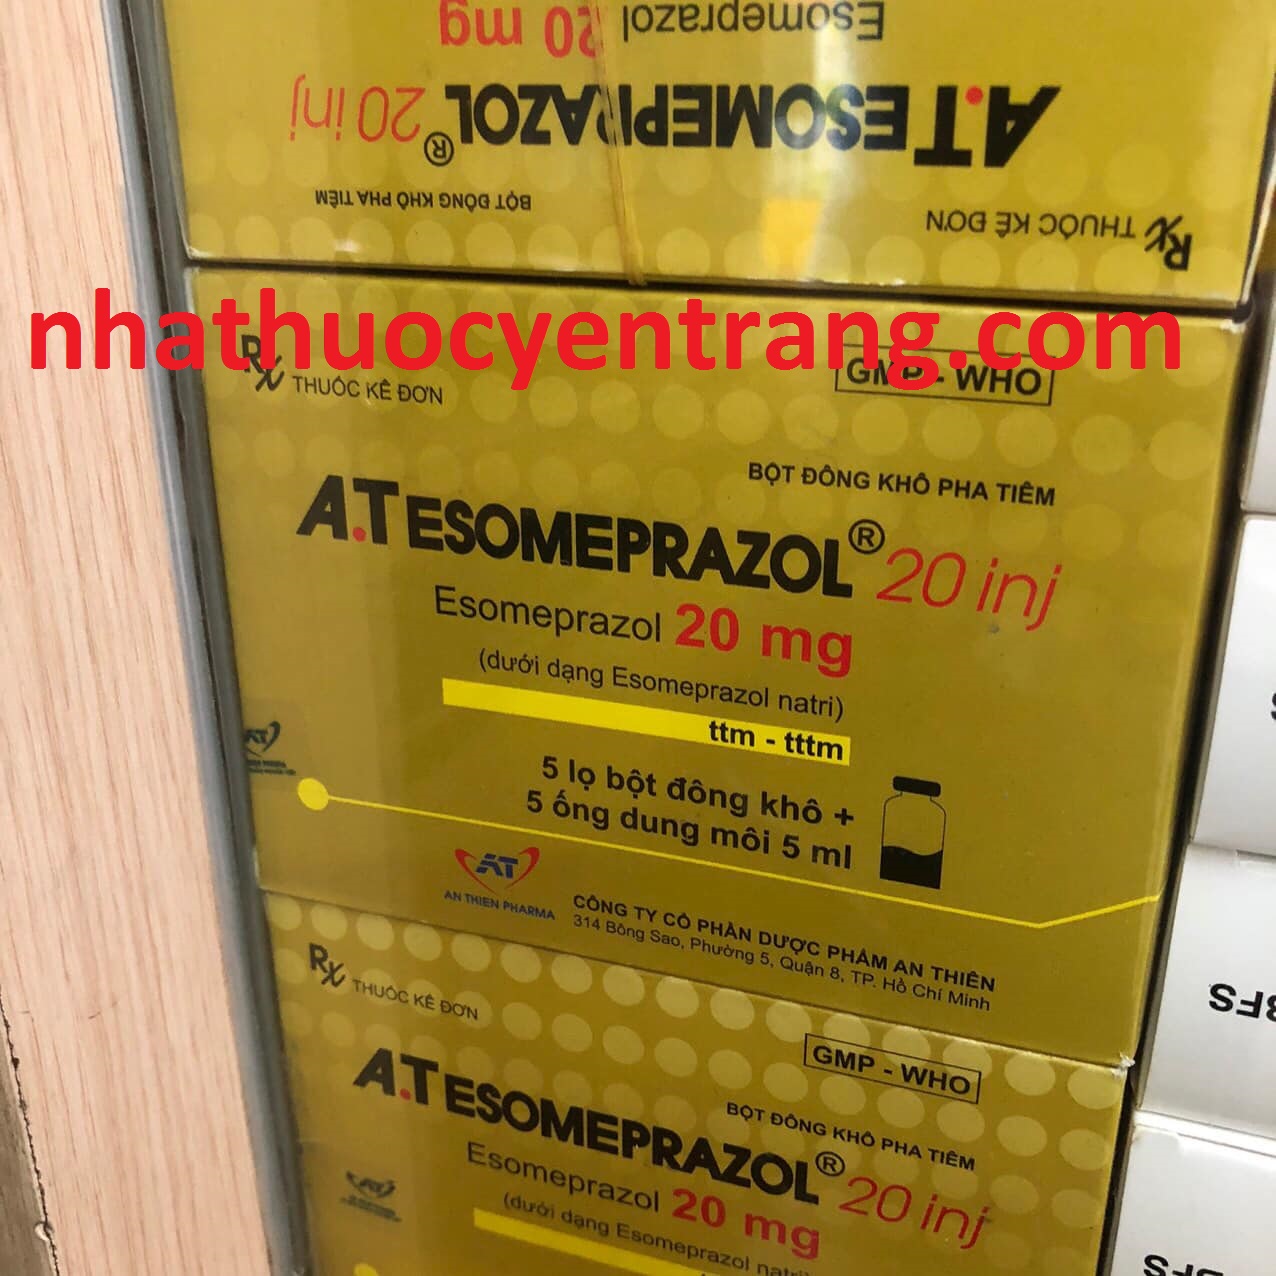 Esomeprazol 20 mg
A.T ESOMEPRAZOL® 20 inj
BỘT ĐÔNG KHÔ PHA TIÊM
Rx THUỐC KÊ ĐƠN
nhathuocyentrang.com
Rx THUỐC KÊ ĐƠN
GMP - WHO
BỘT ĐÔNG KHÔ PHA TIÊM
A.T ESOMEPRAZOL® 20 inj
Esomeprazol 20 mg
(dưới dạng Esomeprazol natri)
ttm - tttm
5 lọ bột đông khô +
5 ống dung môi 5 ml
AT
AN THIEN PHARMA
CÔNG TY CỔ PHẦN DƯỢC PHẨM AN THIÊN
314 Bông Sao, Phường 5, Quận 8, TP. Hồ Chí Minh
Rx THUỐC KÊ ĐƠN
GMP - WHO
BỘT ĐÔNG KHÔ PHA TIÊM
A.T ESOMEPRAZOL® 20 inj
Esomeprazol 20 mg
(dưới dạng Esomeprazol natri)
BFS
BFS